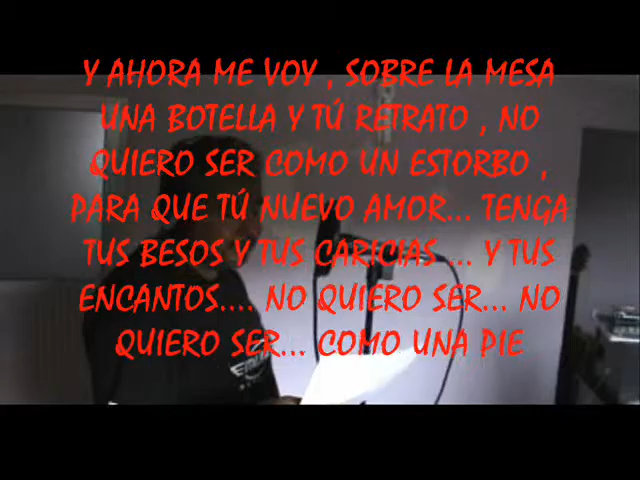 Y AHORA ME VOY , SOBRE LA MESA
UNA BOTELLA Y TÚ RETRATO , NO
QUIERO SER COMO UN ESTORBO ,
PARA QUE TÚ NUEVO AMOR... TENGA
TUS BESOS Y TUS CARICIAS ... Y TUS
ENCANTOS.... NO QUIERO SER... NO
QUIERO SER... COMO UNA PIE